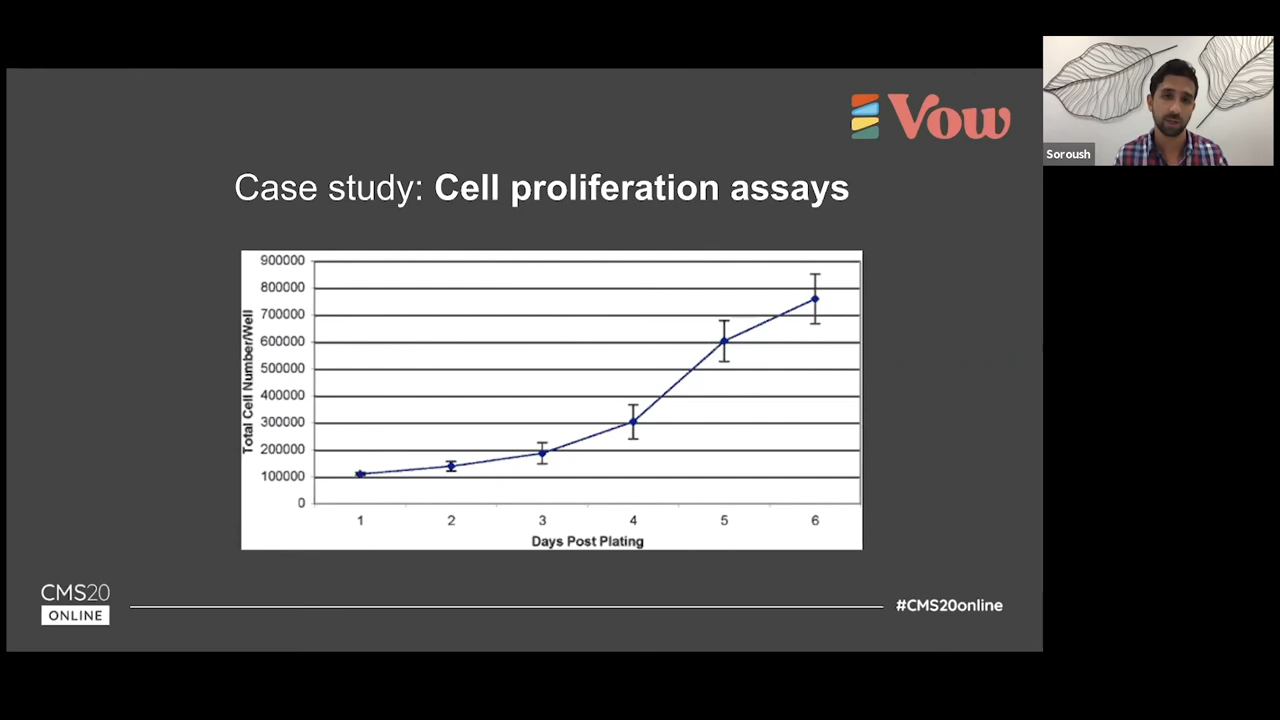 Vow
Soroush
Case study: Cell proliferation assays
900000
800000
700000
600000
500000
400000
300000
200000
100000
0
Total Cell Number/Well
1 2 3 4 5 6
Days Post Plating
CMS20
ONLINE
#CMS20online